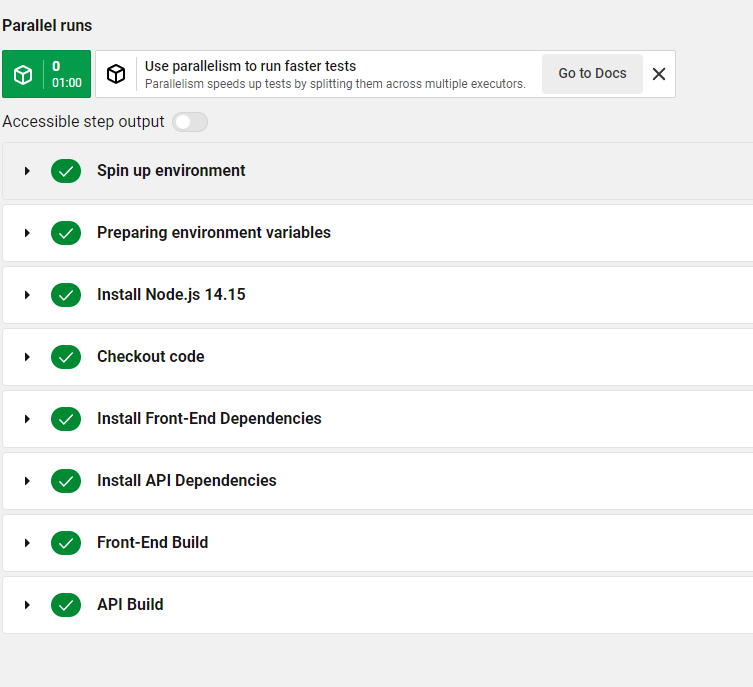 Parallel runs
0
01:00
Use parallelism to run faster tests
Parallelism speeds up tests by splitting them across multiple executors.
Go to Docs
Accessible step output
Spin up environment
Preparing environment variables
Install Node.js 14.15
Checkout code
Install Front-End Dependencies
Install API Dependencies
Front-End Build
API Build